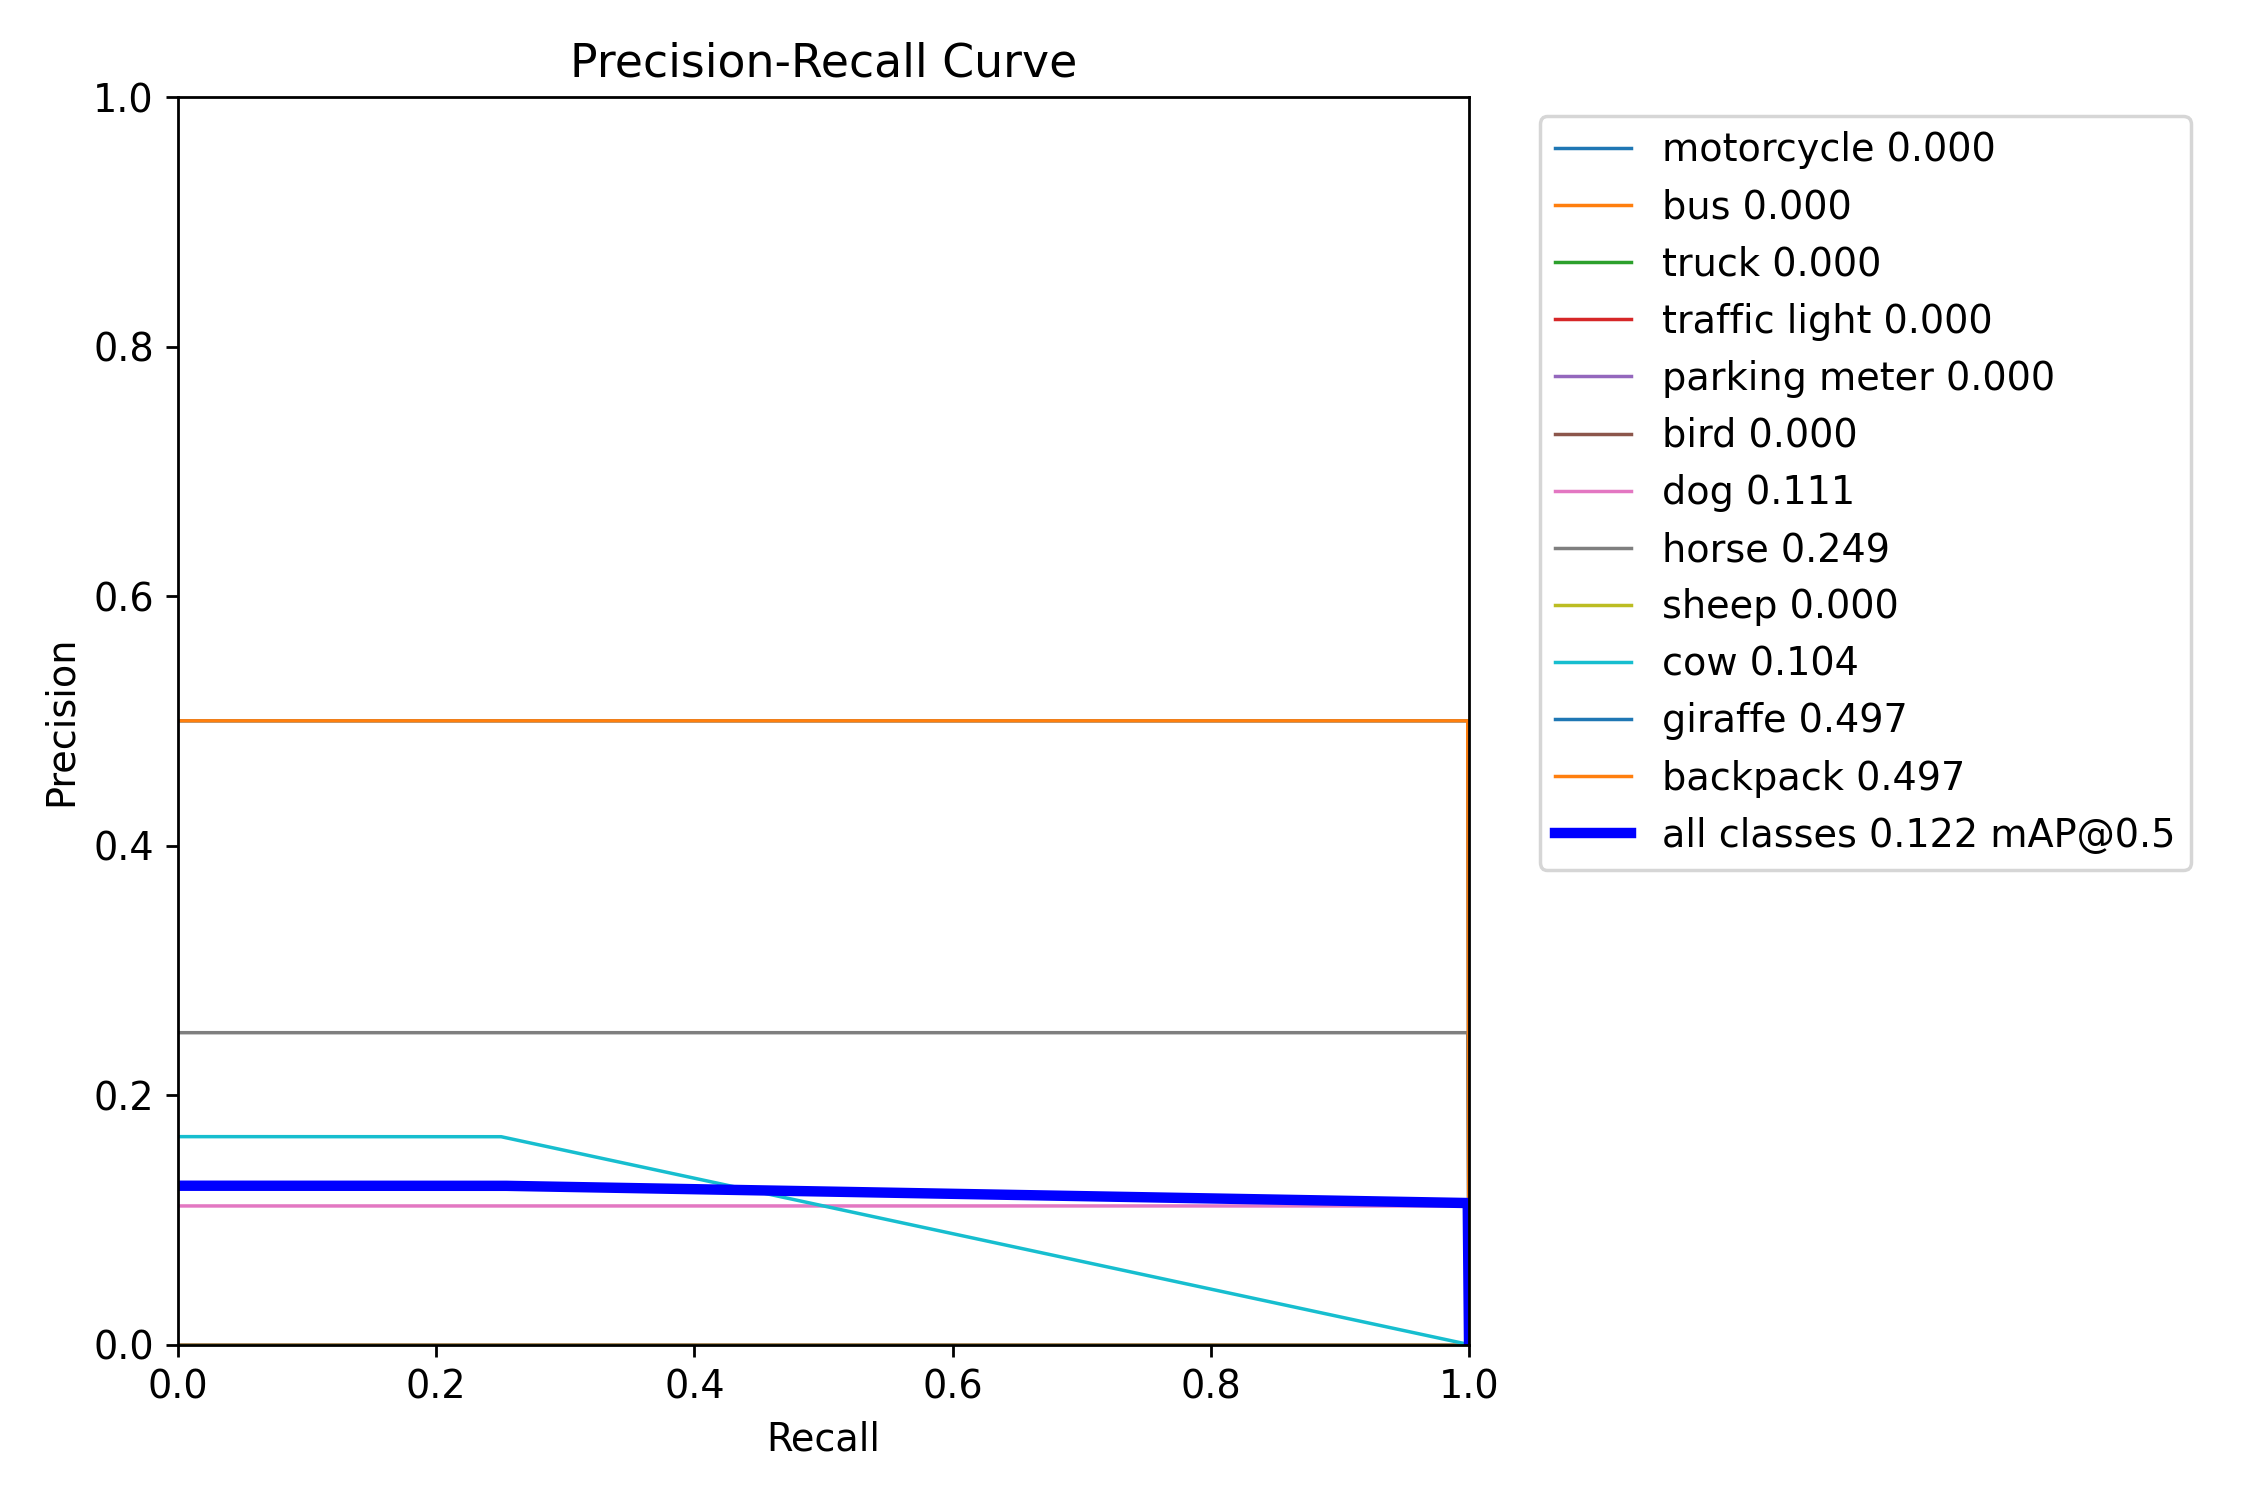 Precision-Recall Curve
1.0
0.8
0.6
0.4
0.2
0.0
Precision
0.0 0.2 0.4 0.6 0.8 1.0
Recall
motorcycle 0.000
bus 0.000
truck 0.000
traffic light 0.000
parking meter 0.000
bird 0.000
dog 0.111
horse 0.249
sheep 0.000
cow 0.104
giraffe 0.497
backpack 0.497
all classes 0.122 mAP@0.5